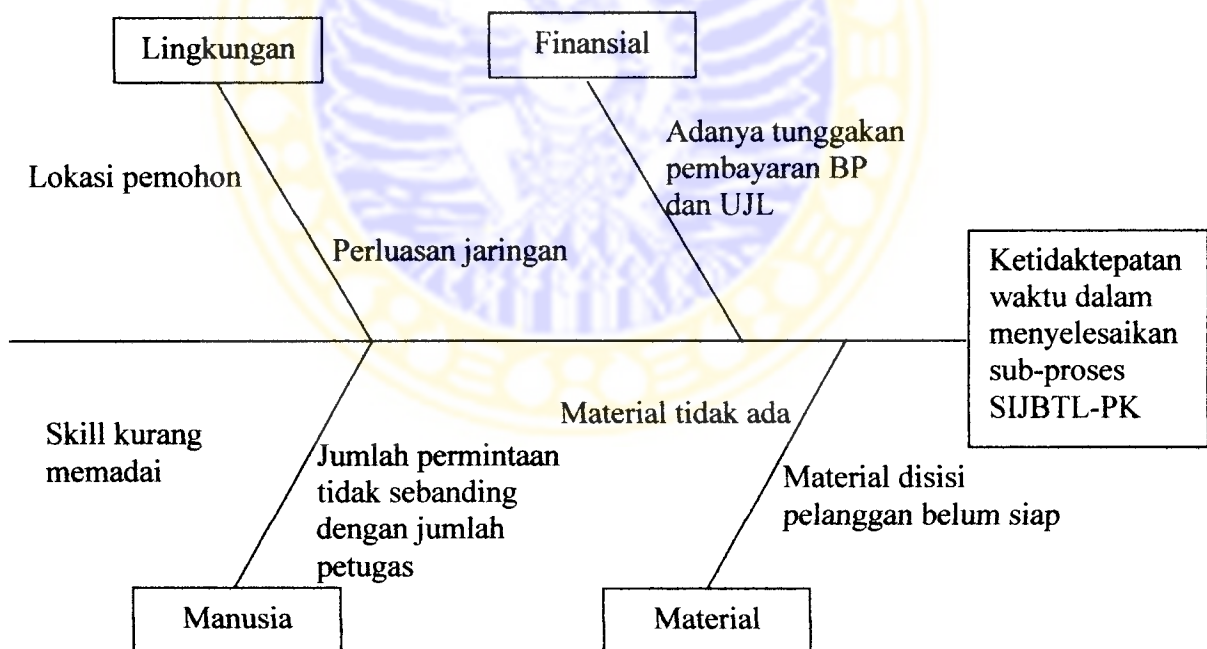 Lingkungan
Finansial
Lokasi pemohon
Perluasan jaringan
Adanya tunggakan
pembayaran BP
dan UJL
Ketidaktepatan
waktu dalam
menyelesaikan
sub-proses
SIJBTL-PK
Skill kurang
memadai
Jumlah permintaan
tidak sebanding
dengan jumlah
petugas
Material tidak ada
Material disisi
pelanggan belum siap
Manusia
Material